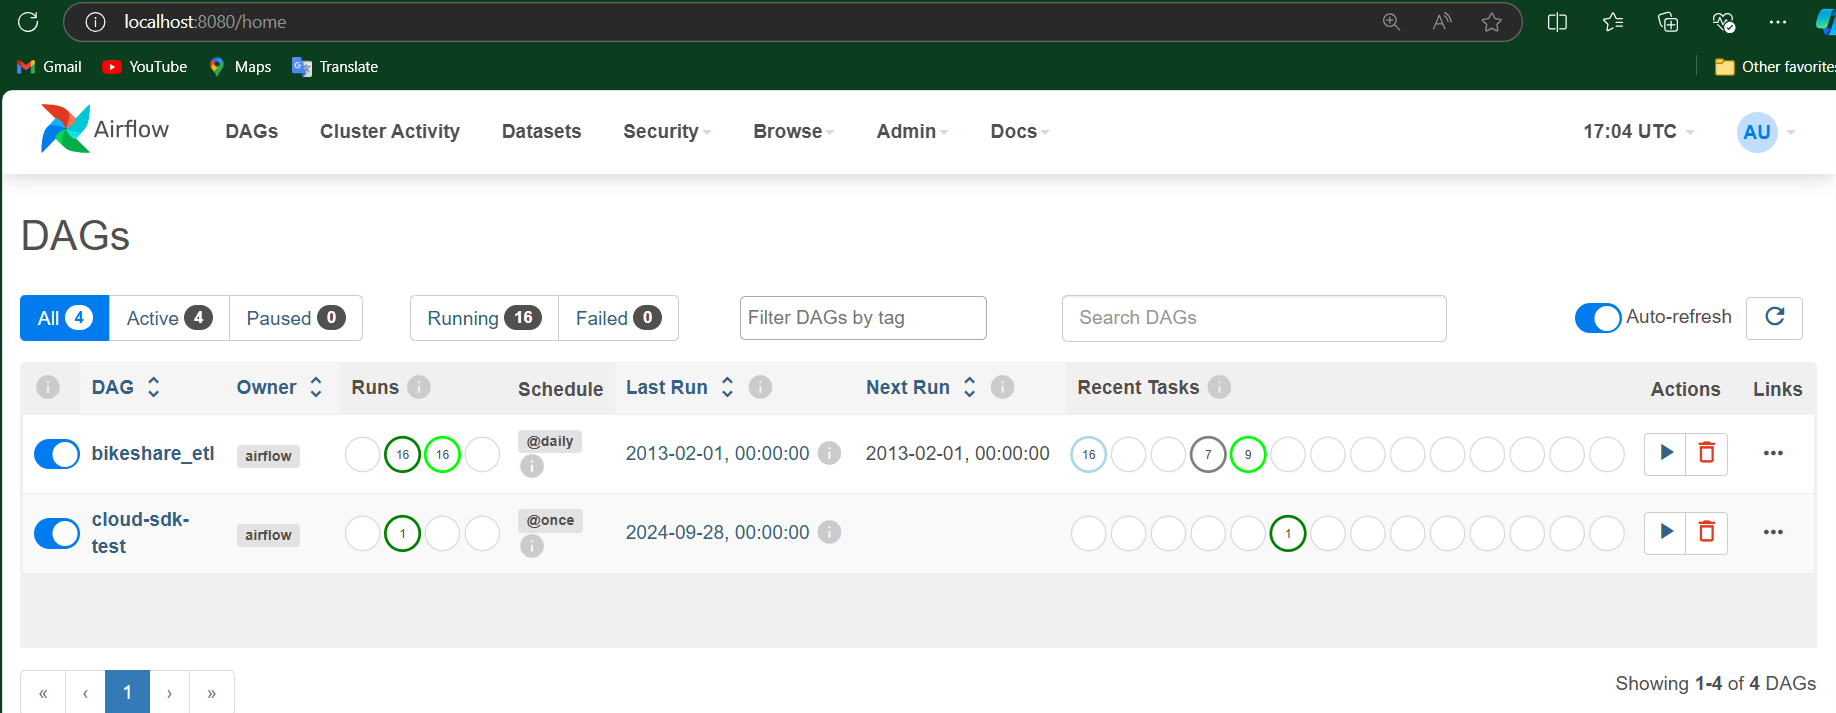 localhost:8080/home
Gmail YouTube Maps Translate Other favorites
Airflow DAGs Cluster Activity Datasets Security Browse Admin Docs 17:04 UTC AU
DAGs
All 4 Active 4 Paused 0 Running 16 Failed 0 Filter DAGs by tag Search DAGs Auto-refresh
DAG Owner Runs Schedule Last Run Next Run Recent Tasks Actions Links
bikeshare_etl airflow 16 16 @daily 2013-02-01, 00:00:00 2013-02-01, 00:00:00 16 7 9
cloud-sdk-
test airflow 1 @once 2024-09-28, 00:00:00 1
« ‹ 1 › »
Showing 1-4 of 4 DAGs